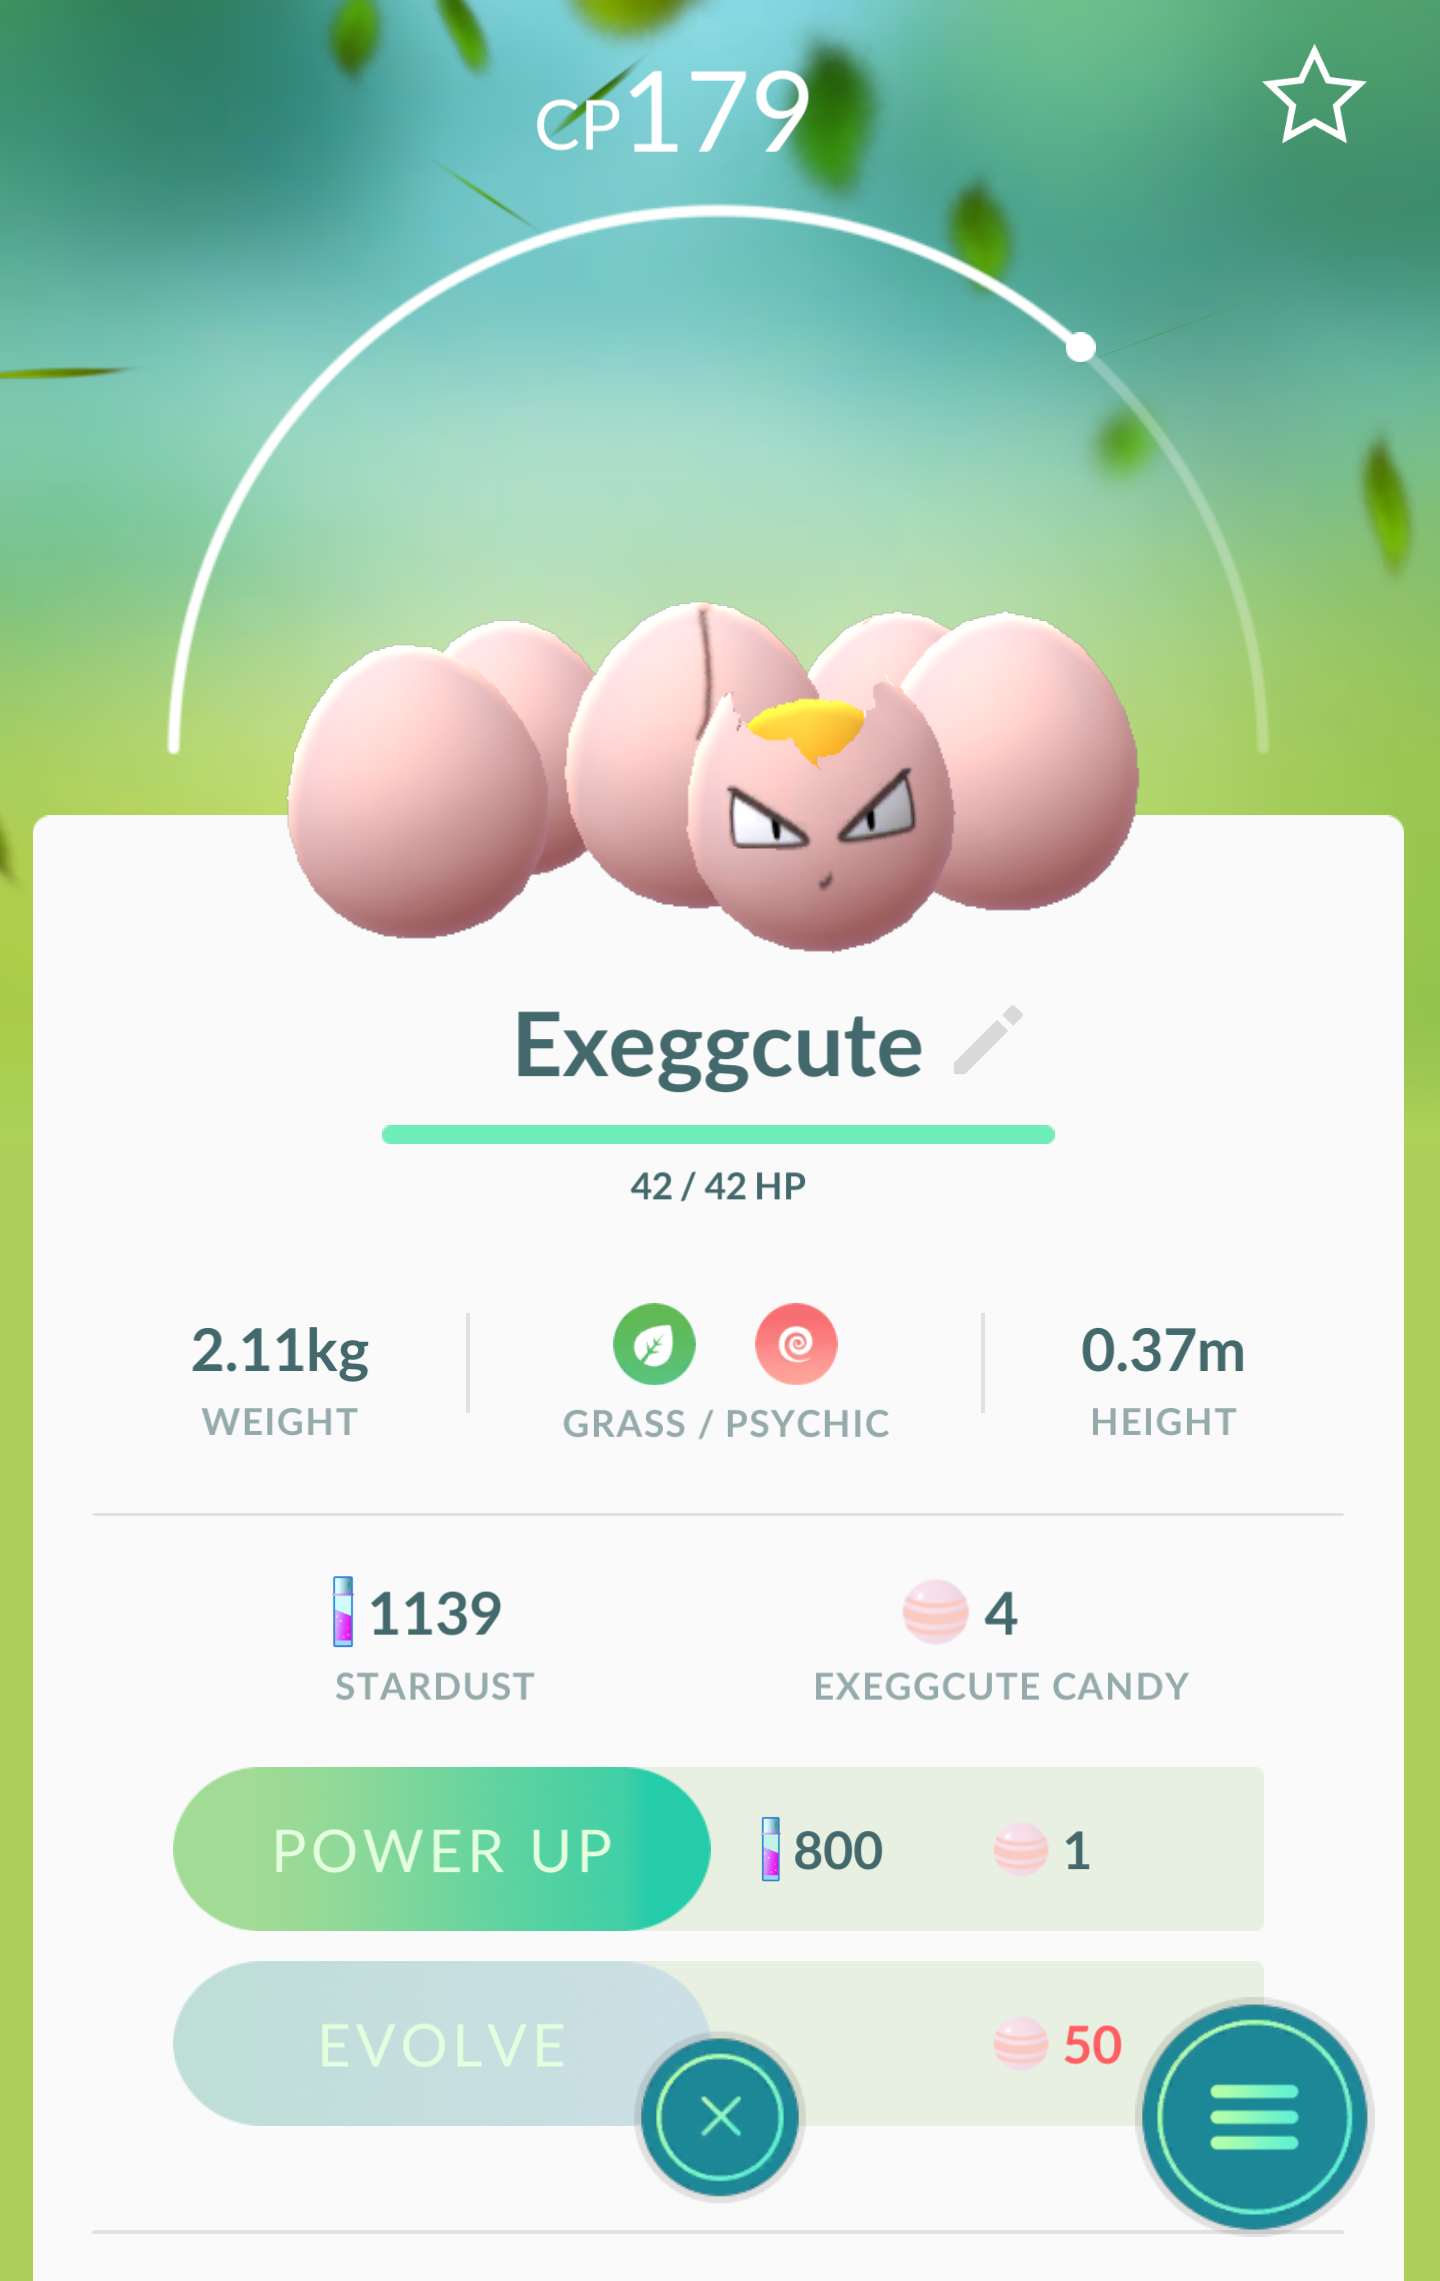 CP179
Exeggcute
42 / 42 HP
2.11kg
WEIGHT
GRASS / PSYCHIC
0.37m
HEIGHT
1139
STARDUST
4
EXEGGCUTE CANDY
POWER UP 800 1
EVOLVE 50